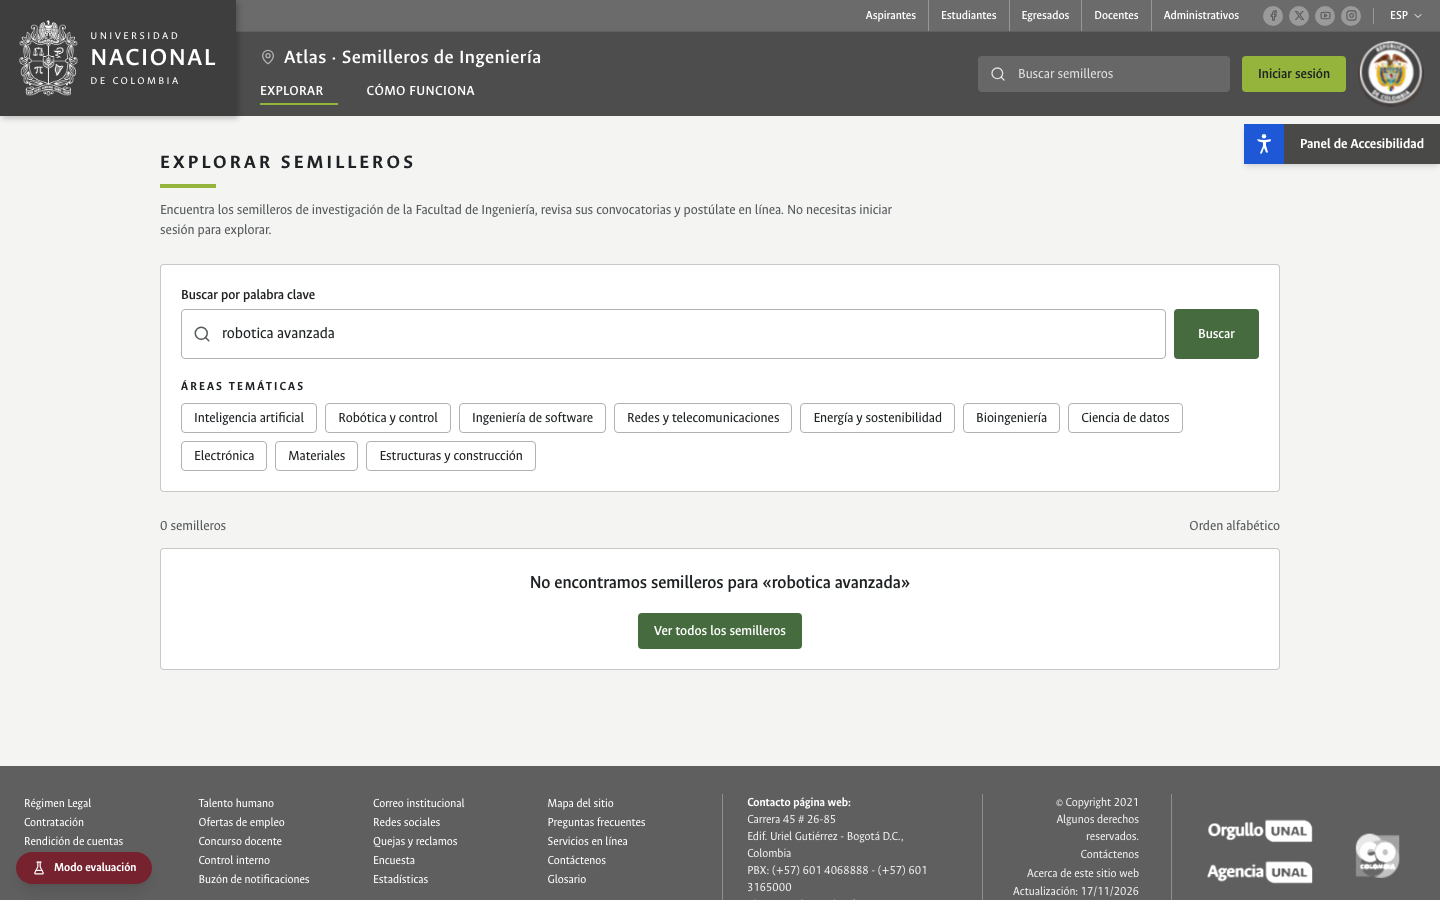 Aspirantes
Estudiantes
Egresados
Docentes
Administrativos
ESP
UNIVERSIDAD
NACIONAL
DE COLOMBIA
Atlas · Semilleros de Ingeniería
EXPLORAR
CÓMO FUNCIONA
Buscar semilleros
Iniciar sesión
REPÚBLICA
DE COLOMBIA
Panel de Accesibilidad
EXPLORAR SEMILLEROS
Encuentra los semilleros de investigación de la Facultad de Ingeniería, revisa sus convocatorias y postúlate en línea. No necesitas iniciar
sesión para explorar.
Buscar por palabra clave
robotica avanzada
Buscar
ÁREAS TEMÁTICAS
Inteligencia artificial
Robótica y control
Ingeniería de software
Redes y telecomunicaciones
Energía y sostenibilidad
Bioingeniería
Ciencia de datos
Electrónica
Materiales
Estructuras y construcción
0 semilleros
Orden alfabético
No encontramos semilleros para «robotica avanzada»
Ver todos los semilleros
Régimen Legal
Contratación
Rendición de cuentas
Modo evaluación
Talento humano
Ofertas de empleo
Concurso docente
Control interno
Buzón de notificaciones
Correo institucional
Redes sociales
Quejas y reclamos
Encuesta
Estadísticas
Mapa del sitio
Preguntas frecuentes
Servicios en línea
Contáctenos
Glosario
Contacto página web:
Carrera 45 # 26-85
Edif. Uriel Gutiérrez - Bogotá D.C.,
Colombia
PBX: (+57) 601 4068888 - (+57) 601
3165000
© Copyright 2021
Algunos derechos
reservados.
Contáctenos
Acerca de este sitio web
Actualización: 17/11/2026
Orgullo UNAL
Agencia UNAL
CO
COLOMBIA